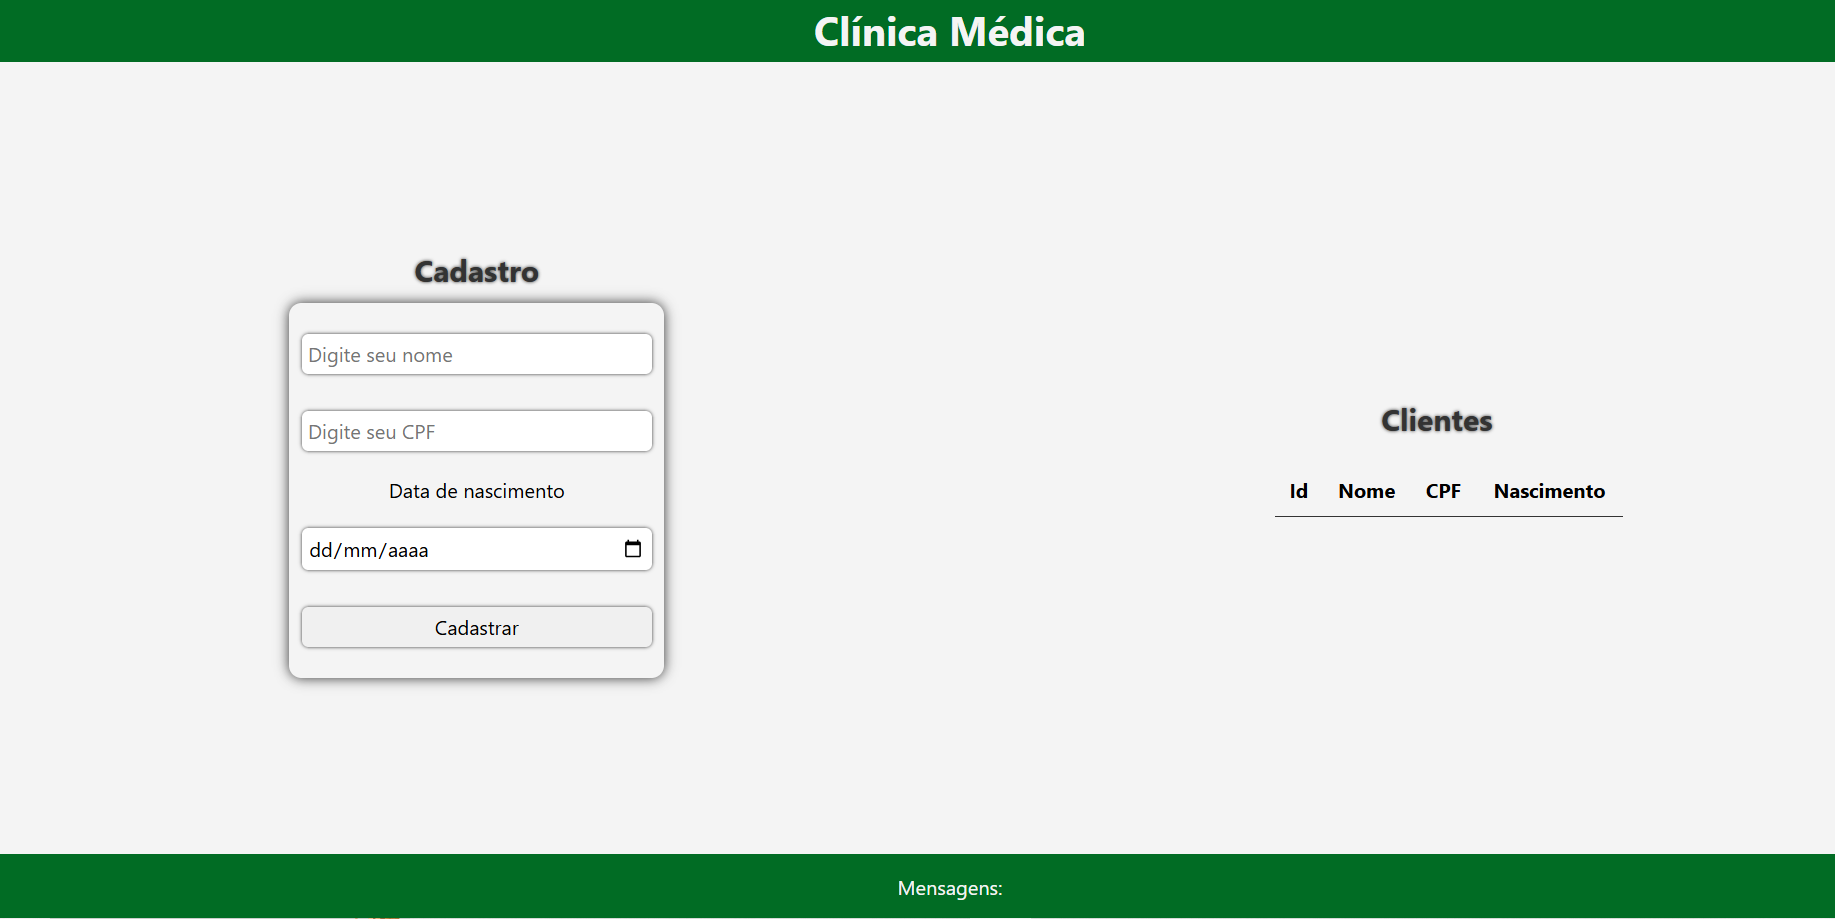 Clínica Médica
Cadastro
Digite seu nome
Digite seu CPF
Data de nascimento
dd/mm/aaaa
Cadastrar
Clientes
Id Nome CPF Nascimento
Mensagens: